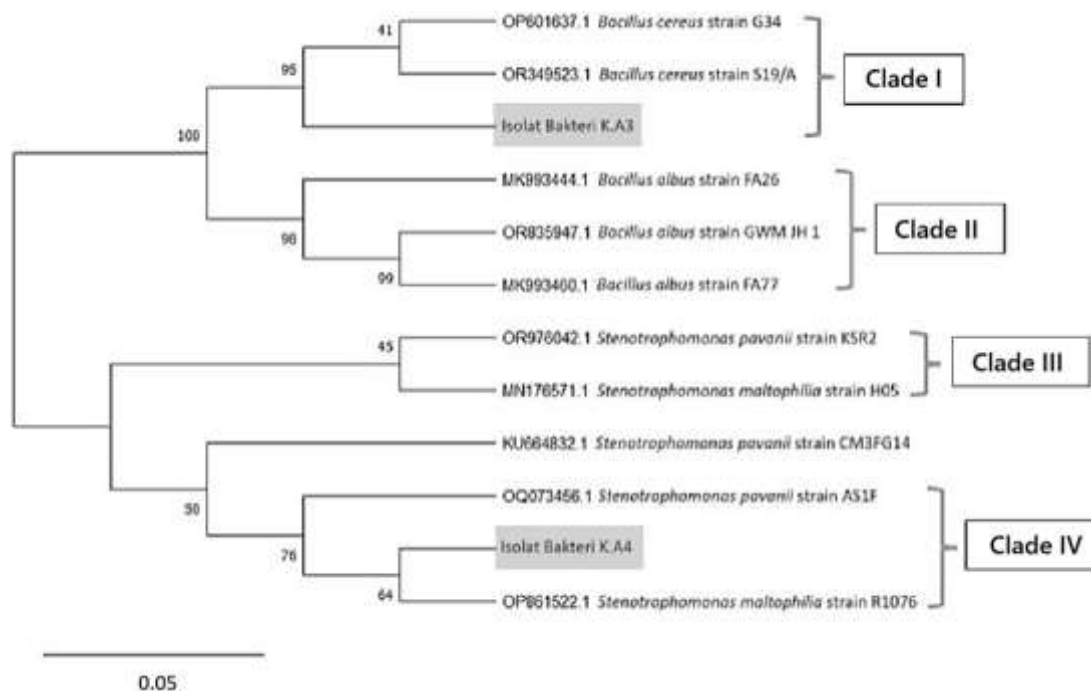 OP601637.1 Bacillus cereus strain G34
41
OR349523.1 Bacillus cereus strain S19/A
Clade I
95
Isolat Bakteri K.A3
100
MK993444.1 Bacillus albus strain FA26
OR835947.1 Bacillus albus strain GWM JH 1
Clade II
98
99
MK993460.1 Bacillus albus strain FA77
OR976042.1 Stenotrophomonas pavanii strain KSR2
45
Clade III
MN176571.1 Stenotrophomonas maltophilia strain H05
KU664832.1 Stenotrophomonas pavanii strain CM3FG14
OQ073456.1 Stenotrophomonas pavanii strain AS1F
50
Isolat Bakteri K.A4
Clade IV
76
64
OP861522.1 Stenotrophomonas maltophilia strain R1076
0.05